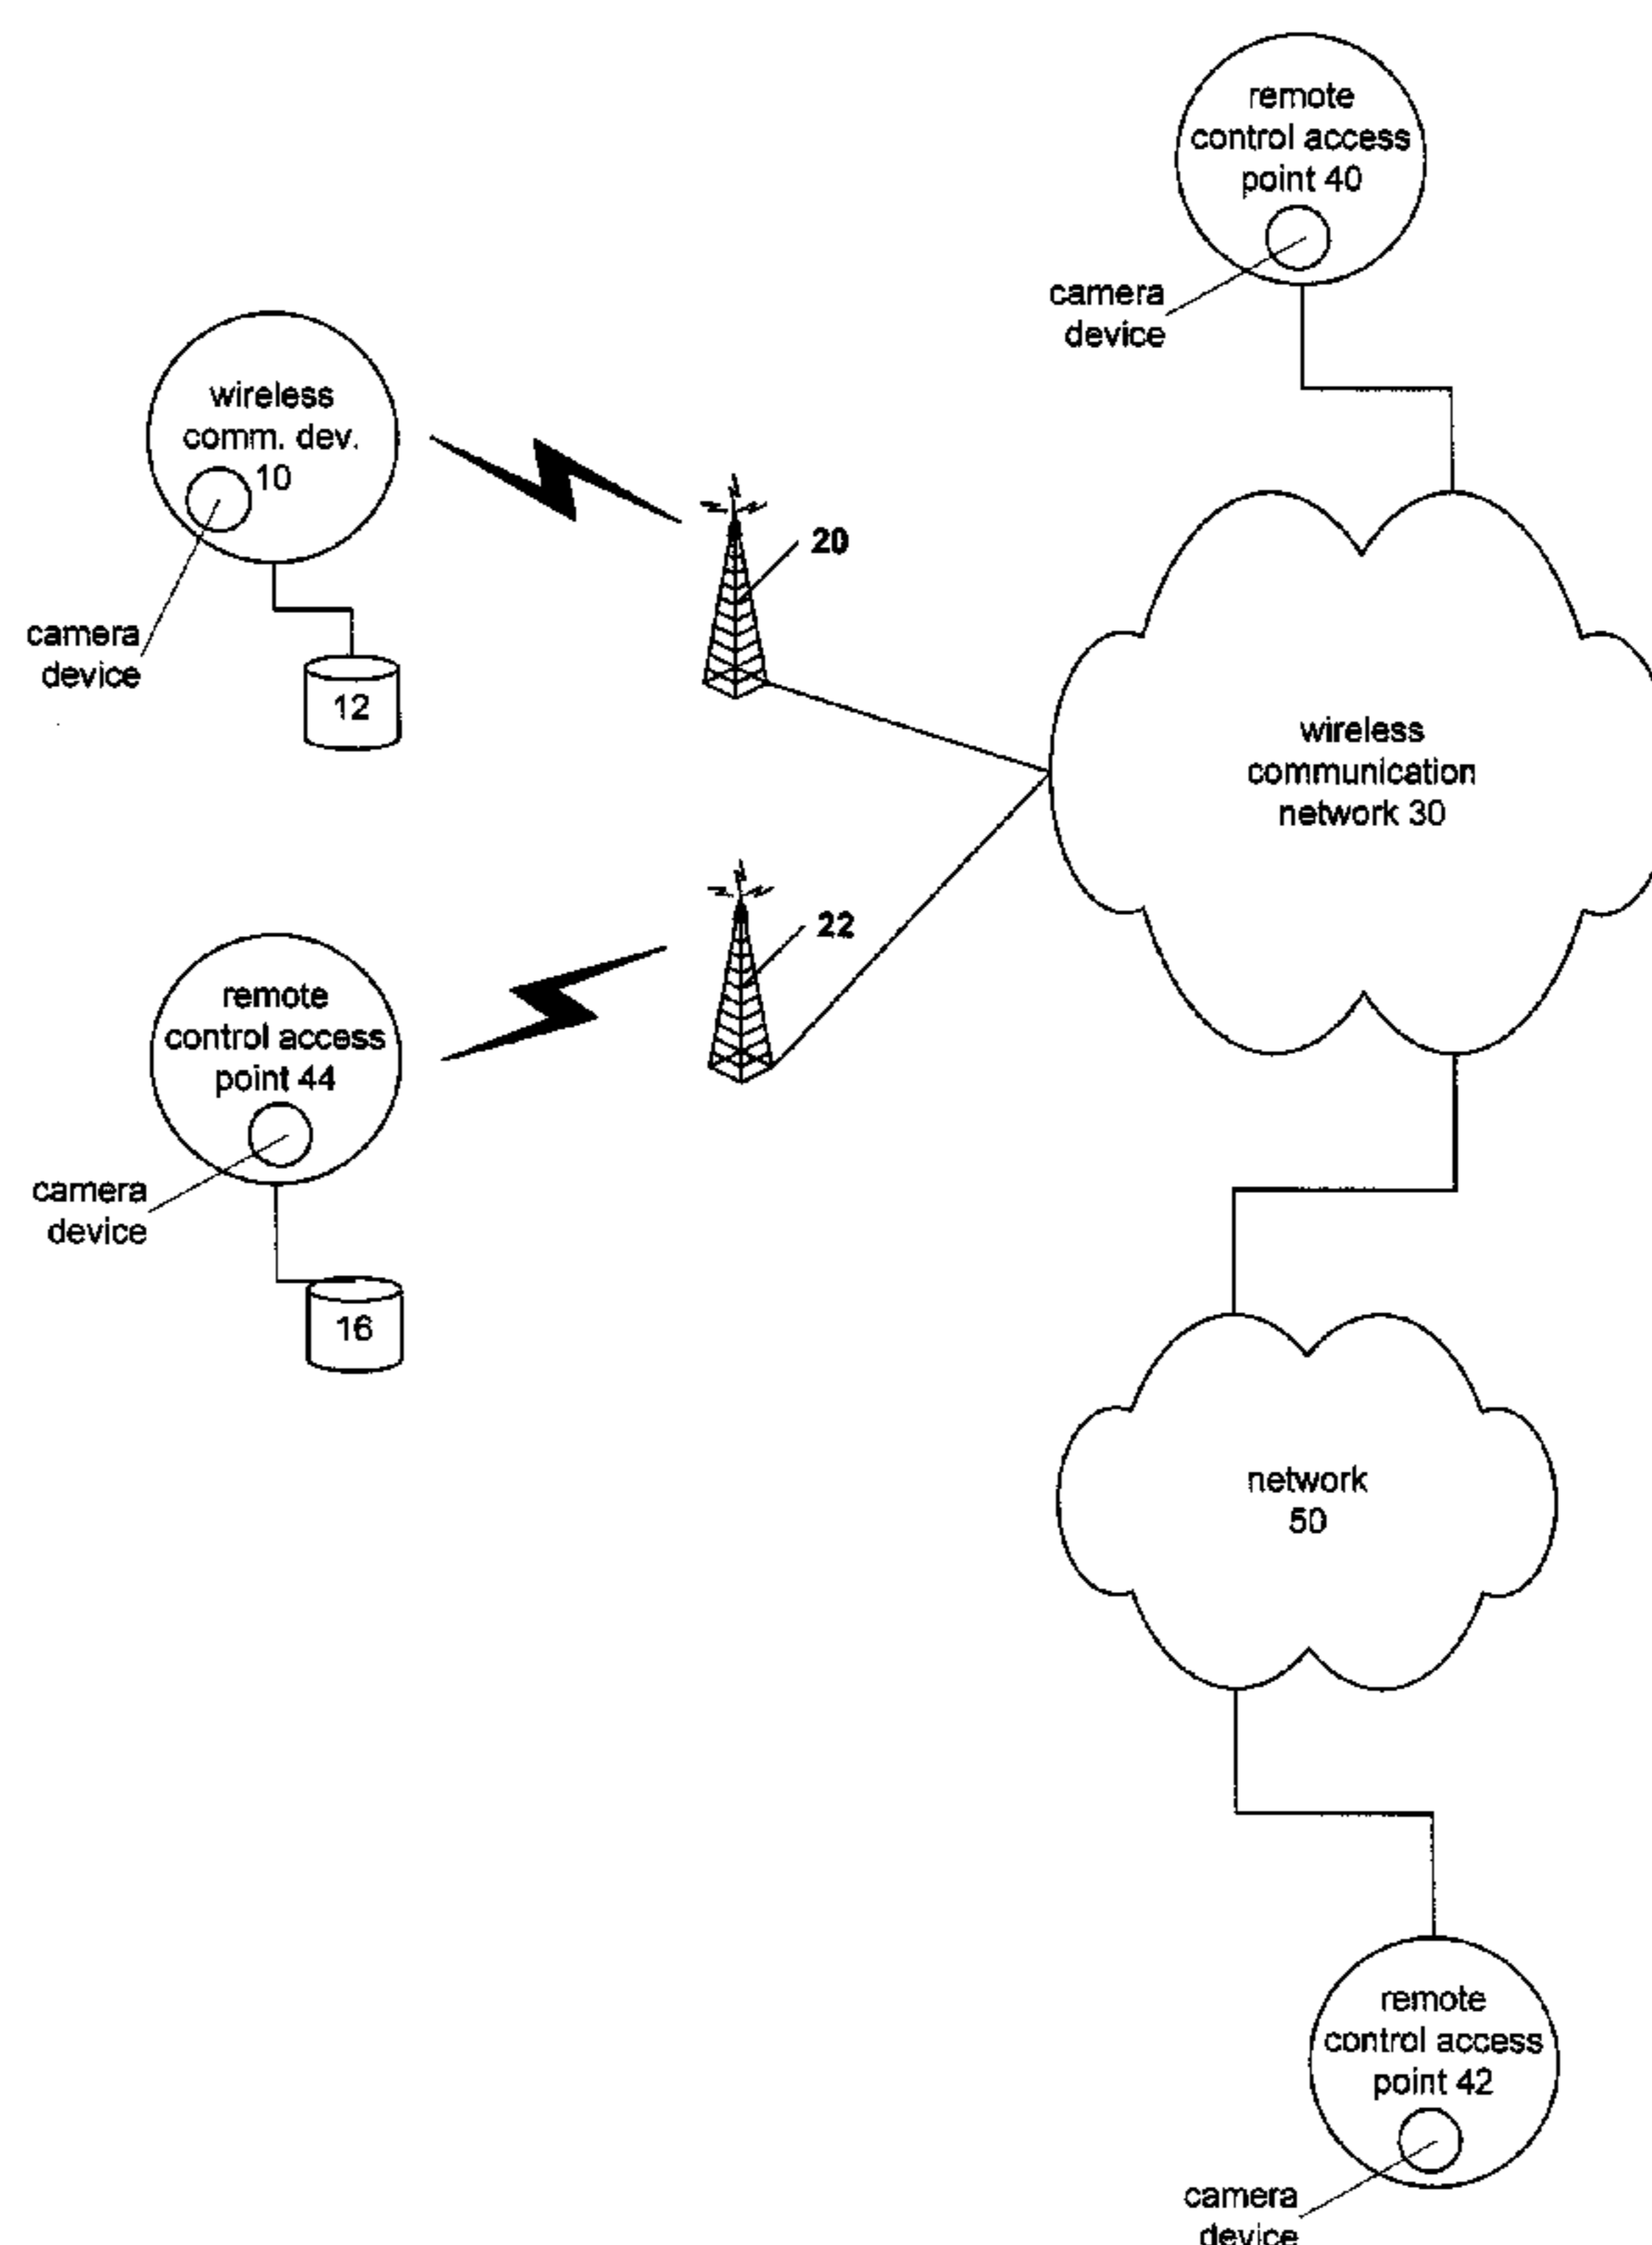 remote
control access
point 40
camera
device
wireless
comm. dev.
10
camera
device
12
20
wireless
communication
network 30
22
remote
control access
point 44
camera
device
16
network
50
remote
control access
point 42
camera
device